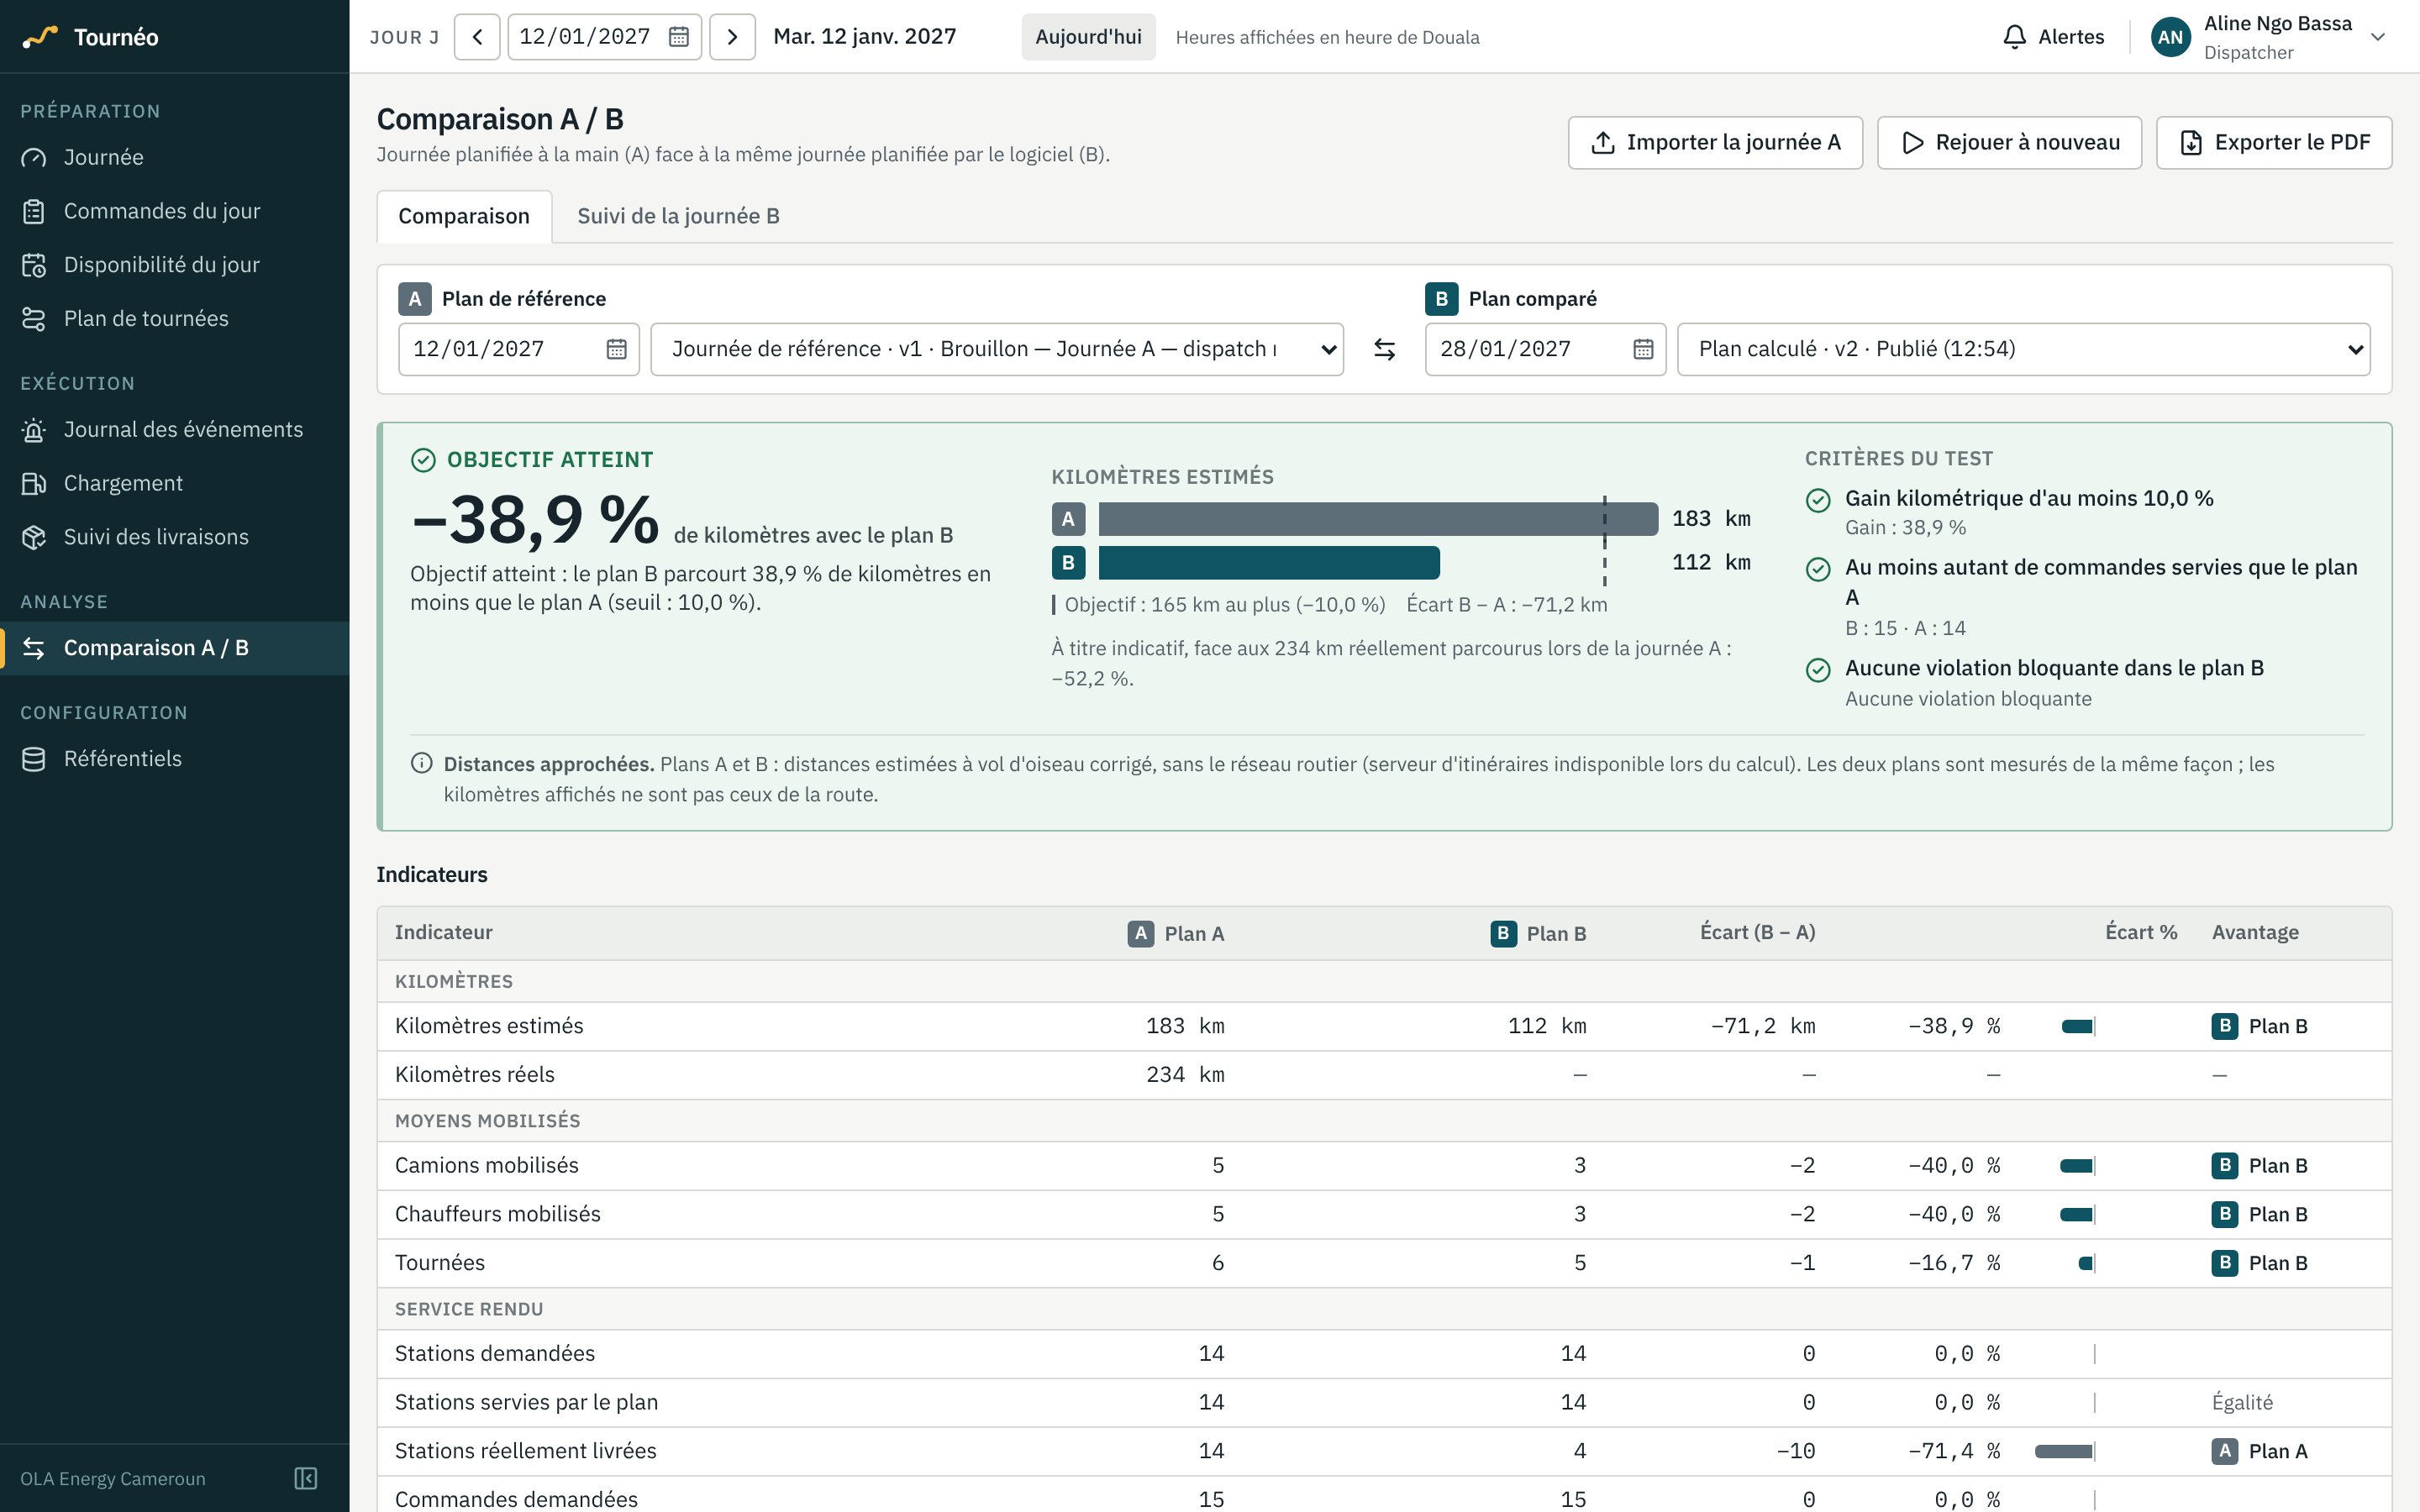 Tournéo
JOUR J
12/01/2027
Mar. 12 janv. 2027
Aujourd'hui
Heures affichées en heure de Douala
Alertes
AN
Aline Ngo Bassa
Dispatcher
PRÉPARATION
Journée
Commandes du jour
Disponibilité du jour
Plan de tournées
EXÉCUTION
Journal des événements
Chargement
Suivi des livraisons
ANALYSE
Comparaison A / B
CONFIGURATION
Référentiels
OLA Energy Cameroun
Comparaison A / B
Journée planifiée à la main (A) face à la même journée planifiée par le logiciel (B).
Importer la journée A
Rejouer à nouveau
Exporter le PDF
Comparaison
Suivi de la journée B
A Plan de référence
12/01/2027
Journée de référence · v1 · Brouillon — Journée A — dispatch
B Plan comparé
28/01/2027
Plan calculé · v2 · Publié (12:54)
OBJECTIF ATTEINT
−38,9 % de kilomètres avec le plan B
Objectif atteint : le plan B parcourt 38,9 % de kilomètres en
moins que le plan A (seuil : 10,0 %).
KILOMÈTRES ESTIMÉS
A 183 km
B 112 km
Objectif : 165 km au plus (−10,0 %) Écart B − A : −71,2 km
À titre indicatif, face aux 234 km réellement parcourus lors de la journée A :
−52,2 %.
CRITÈRES DU TEST
Gain kilométrique d'au moins 10,0 %
Gain : 38,9 %
Au moins autant de commandes servies que le plan
A
B : 15 · A : 14
Aucune violation bloquante dans le plan B
Aucune violation bloquante
Distances approchées. Plans A et B : distances estimées à vol d'oiseau corrigé, sans le réseau routier (serveur d'itinéraires indisponible lors du calcul). Les deux plans sont mesurés de la même façon ; les
kilomètres affichés ne sont pas ceux de la route.
Indicateurs
Indicateur A Plan A B Plan B Écart (B − A) Écart % Avantage
KILOMÈTRES
Kilomètres estimés 183 km 112 km −71,2 km −38,9 % B Plan B
Kilomètres réels 234 km — — — —
MOYENS MOBILISÉS
Camions mobilisés 5 3 −2 −40,0 % B Plan B
Chauffeurs mobilisés 5 3 −2 −40,0 % B Plan B
Tournées 6 5 −1 −16,7 % B Plan B
SERVICE RENDU
Stations demandées 14 14 0 0,0 %
Stations servies par le plan 14 14 0 0,0 % Égalité
Stations réellement livrées 14 4 −10 −71,4 % A Plan A
Commandes demandées 15 15 0 0,0 %